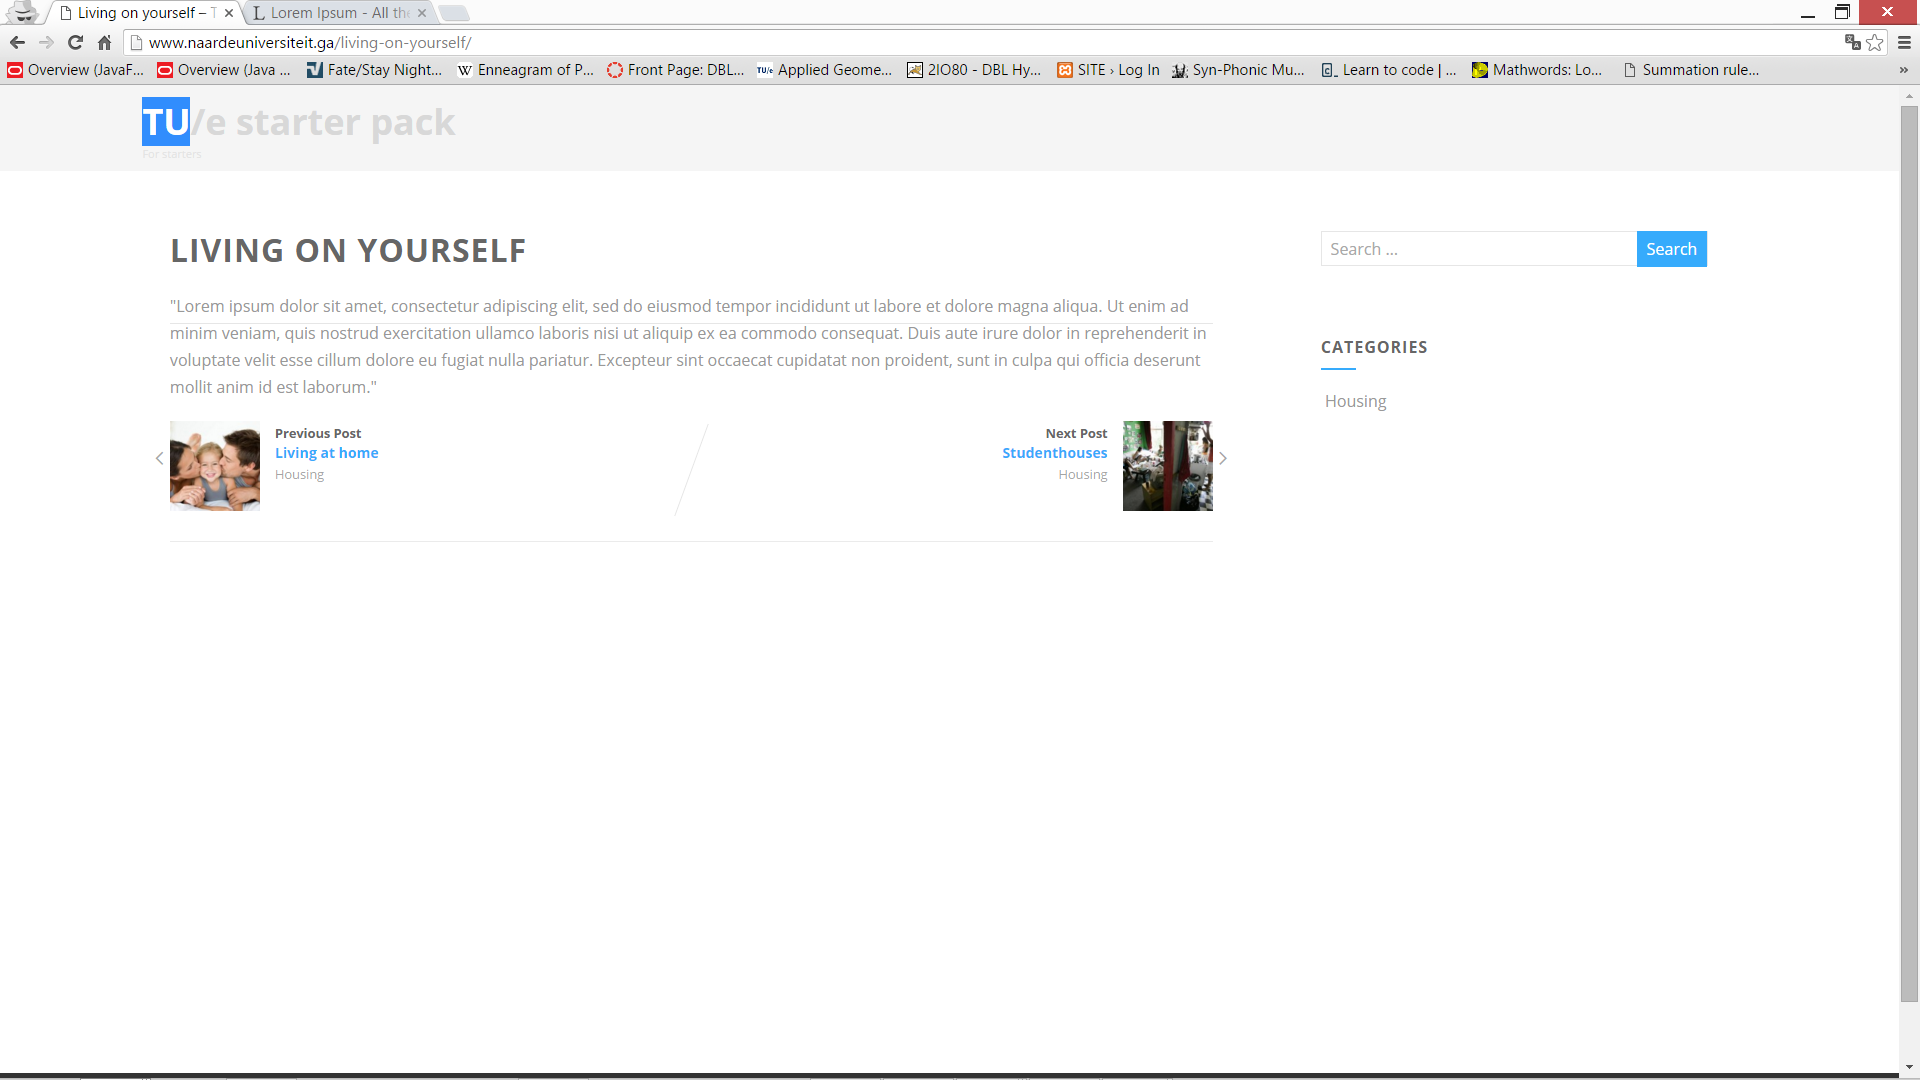 Living on yourself – T
Lorem Ipsum - All the
www.naardeuniversiteit.ga/living-on-yourself/
Overview (JavaF... Overview (Java ... Fate/Stay Night... Enneagram of P... Front Page: DBL... TU/e Applied Geome... 2IO80 - DBL Hy... SITE › Log In Syn-Phonic Mu... Learn to code | ... Mathwords: Lo... Summation rule... »
TU/e starter pack
For starters
LIVING ON YOURSELF
"Lorem ipsum dolor sit amet, consectetur adipiscing elit, sed do eiusmod tempor incididunt ut labore et dolore magna aliqua. Ut enim ad
minim veniam, quis nostrud exercitation ullamco laboris nisi ut aliquip ex ea commodo consequat. Duis aute irure dolor in reprehenderit in
voluptate velit esse cillum dolore eu fugiat nulla pariatur. Excepteur sint occaecat cupidatat non proident, sunt in culpa qui officia deserunt
mollit anim id est laborum."
Previous Post
Living at home
Housing
Next Post
Studenthouses
Housing
Search ...
Search
CATEGORIES
Housing